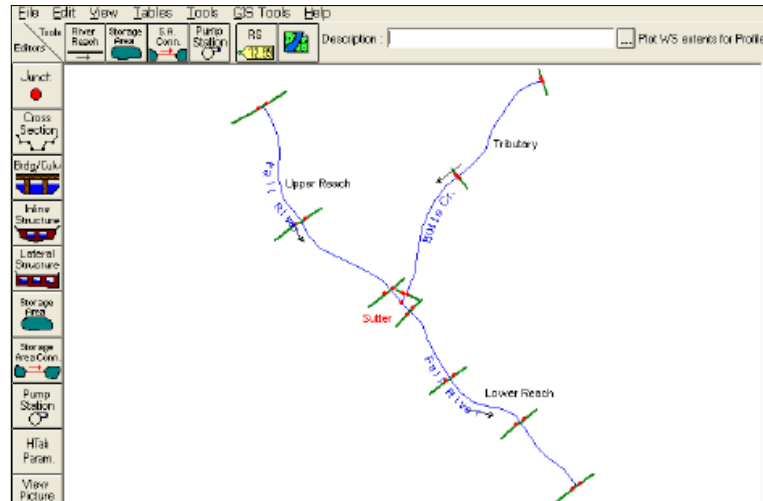 File Edit View Tables Tools GIS Tools Help
Tools
Editors
River Reach
Storage Area
S.A. Conn.
Pump Station
RS
Description :
...
Plot WS extents for Profile
Junct.
Cross Section
Brdg/Culv
Inline Structure
Lateral Structure
Storage Area
Storage Area Conn.
Pump Station
HTab Param.
View Picture
Tributary
Upper Reach
Fall River
Butte Cr.
Sutter
Fall River
Lower Reach